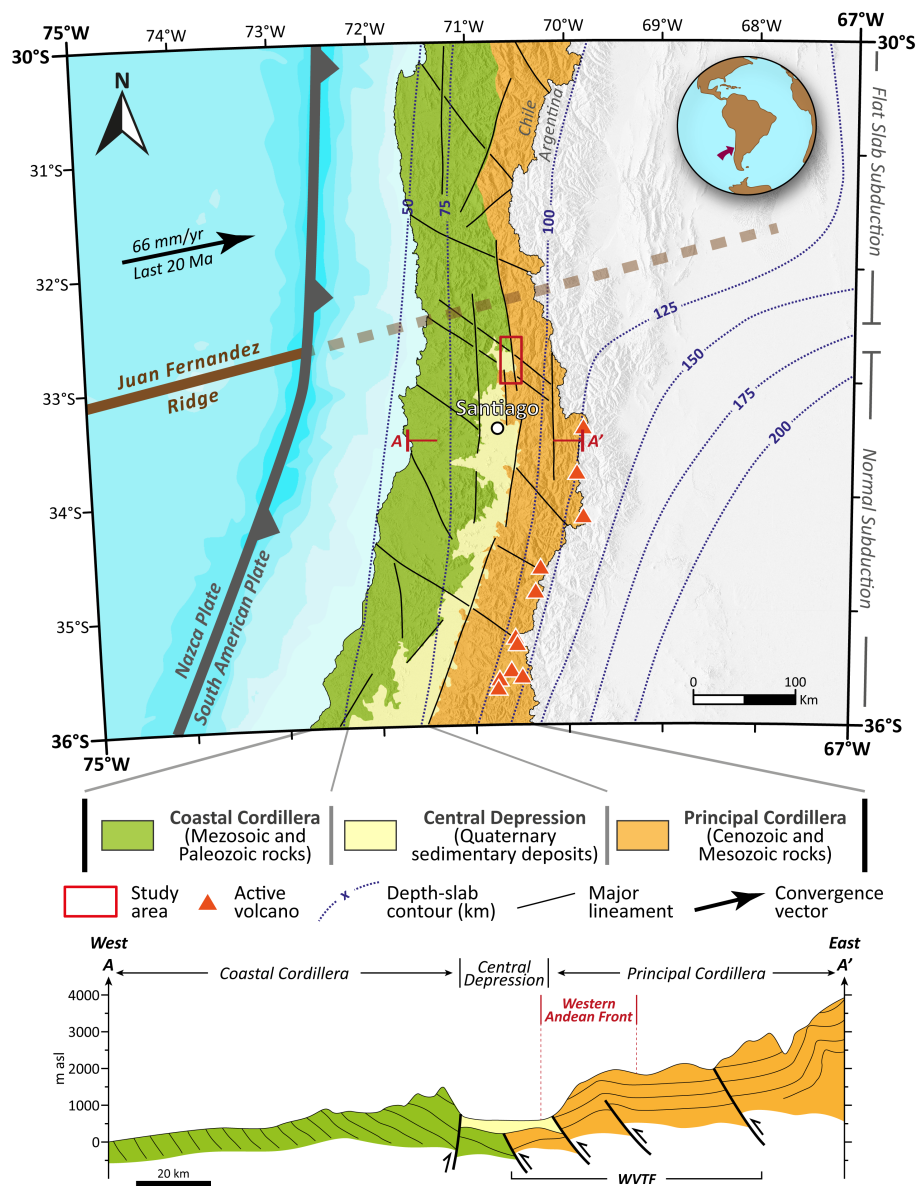 75°W
74°W
73°W
72°W
71°W
70°W
69°W
68°W
67°W
30°S
30°S
N
Chile
Argentina
Flat Slab Subduction
31°S
50
75
100
66 mm/yr
Last 20 Ma
32°S
125
Juan Fernandez
Ridge
150
33°S
175
Santiago
A
A’
200
34°S
Normal Subduction
Nazca Plate
South American Plate
35°S
0
100
Km
36°S
36°S
75°W
67°W
Coastal Cordillera
(Mezosoic and
Paleozoic rocks)
Central Depression
(Quaternary
sedimentary deposits)
Principal Cordillera
(Cenozoic and
Mesozoic rocks)
Study
area
Active
volcano
x
Depth-slab
contour (km)
Major
lineament
Convergence
vector
West
A
East
A’
Coastal Cordillera
Central
Depression
Principal Cordillera
Western
Andean Front
4000
3000
2000
1000
0
m asl
20 km
WVTF